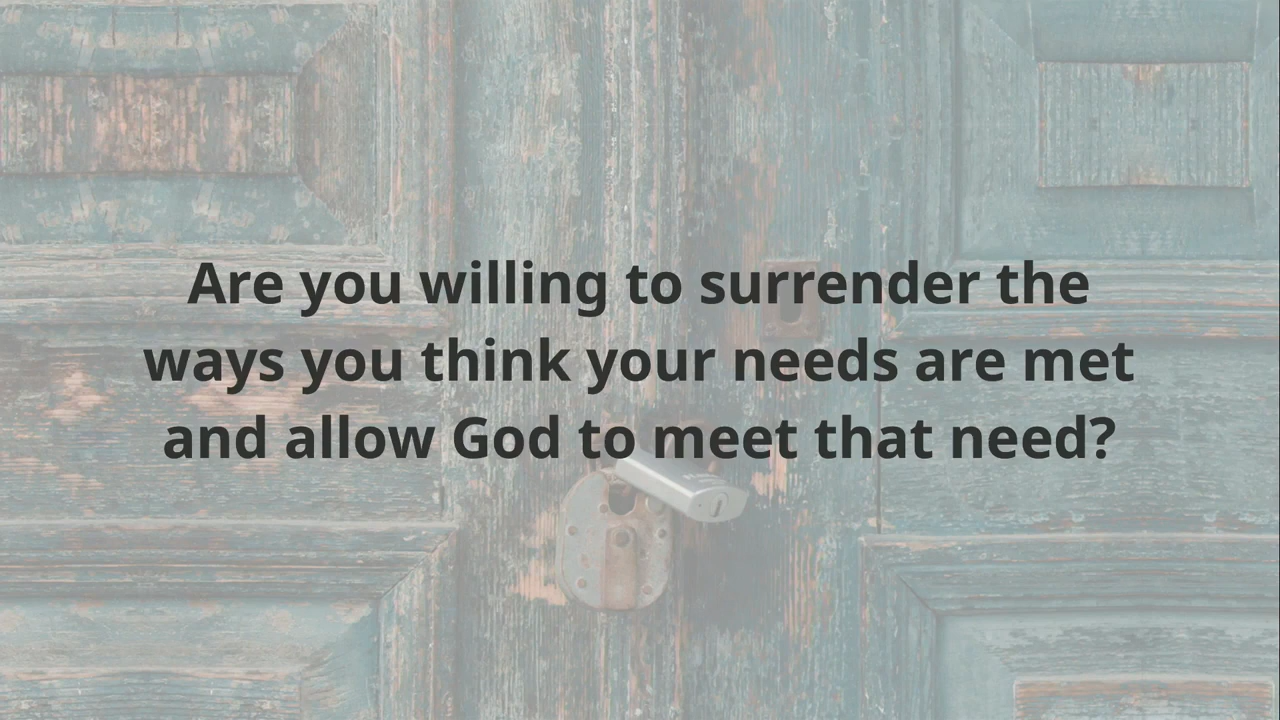 Are you willing to surrender the
ways you think your needs are met
and allow God to meet that need?